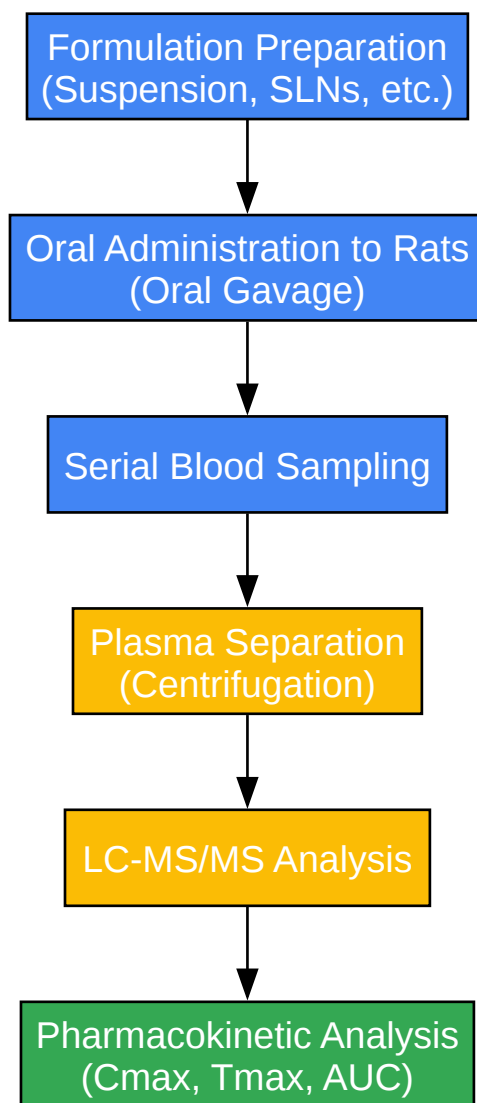 Formulation Preparation
(Suspension, SLNs, etc.)
Oral Administration to Rats
(Oral Gavage)
Serial Blood Sampling
Plasma Separation
(Centrifugation)
LC-MS/MS Analysis
Pharmacokinetic Analysis
(Cmax, Tmax, AUC)